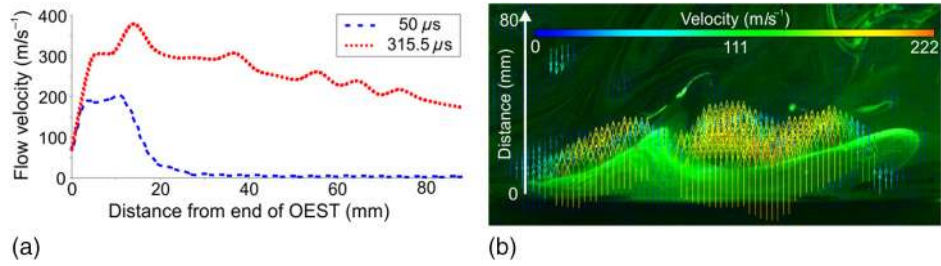 400
300
200
100
0
Flow velocity (m/s⁻¹)
50 µs
315.5 µs
0
20
40
60
80
Distance from end of OEST (mm)
(a)
80
Velocity (m/s⁻¹)
0
111
222
Distance (mm)
0
(b)